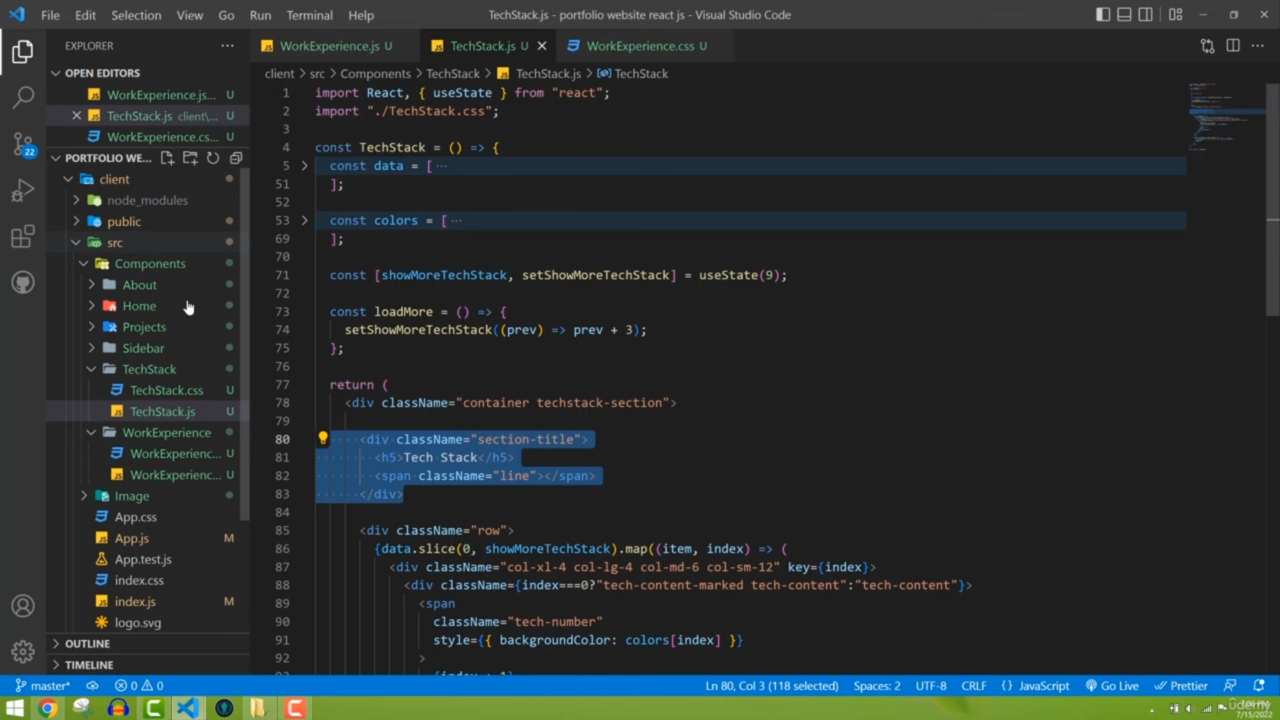 File Edit Selection View Go Run Terminal Help TechStack.js - portfolio website react js - Visual Studio Code
EXPLORER
WorkExperience.js U
TechStack.js U
WorkExperience.css U
OPEN EDITORS
WorkExperience.js... U
TechStack.js client\... U
WorkExperience.cs... U
PORTFOLIO WE...
client
node_modules
public
src
Components
About
Home
Projects
Sidebar
TechStack
TechStack.css U
TechStack.js U
WorkExperience
WorkExperienc... U
WorkExperienc... U
Image
App.css
App.js M
App.test.js
index.css
index.js M
logo.svg
OUTLINE
TIMELINE
22
client > src > Components > TechStack > TechStack.js > TechStack
1 import React, { useState } from "react";
2 import "./TechStack.css";
3
4 const TechStack = () => {
5 const data = [ ···
51 ];
52
53 const colors = [ ···
69 ];
70
71 const [showMoreTechStack, setShowMoreTechStack] = useState(9);
72
73 const loadMore = () => {
74 setShowMoreTechStack((prev) => prev + 3);
75 };
76
77 return (
78 <div className="container techstack-section">
79
80 <div className="section-title">
81 <h5>Tech Stack</h5>
82 <span className="line"></span>
83 </div>
84
85 <div className="row">
86 {data.slice(0, showMoreTechStack).map((item, index) => (
87 <div className="col-xl-4 col-lg-4 col-md-6 col-sm-12" key={index}>
88 <div className={index===0?"tech-content-marked tech-content":"tech-content"}>
89 <span
90 className="tech-number"
91 style={{ backgroundColor: colors[index] }}
92 >
93 {index + 1}
master* 0 0 Ln 80, Col 3 (118 selected) Spaces: 2 UTF-8 CRLF {} JavaScript Go Live Prettier
udemy
7/15/2022